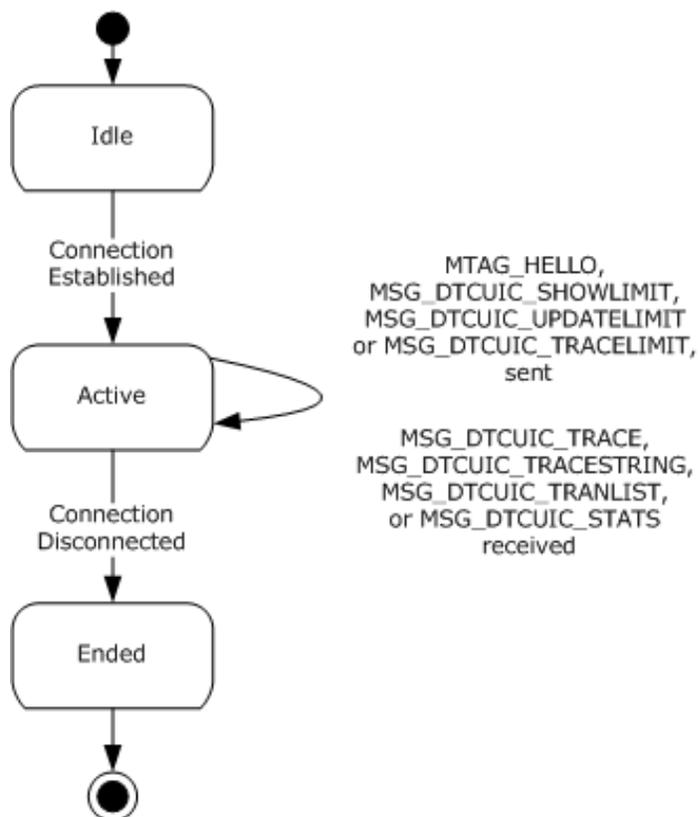 Idle
Connection
Established
MTAG_HELLO,
MSG_DTCUIC_SHOWLIMIT,
MSG_DTCUIC_UPDATELIMIT
or MSG_DTCUIC_TRACELIMIT,
sent
Active
MSG_DTCUIC_TRACE,
MSG_DTCUIC_TRACESTRING,
MSG_DTCUIC_TRANLIST,
or MSG_DTCUIC_STATS
received
Connection
Disconnected
Ended